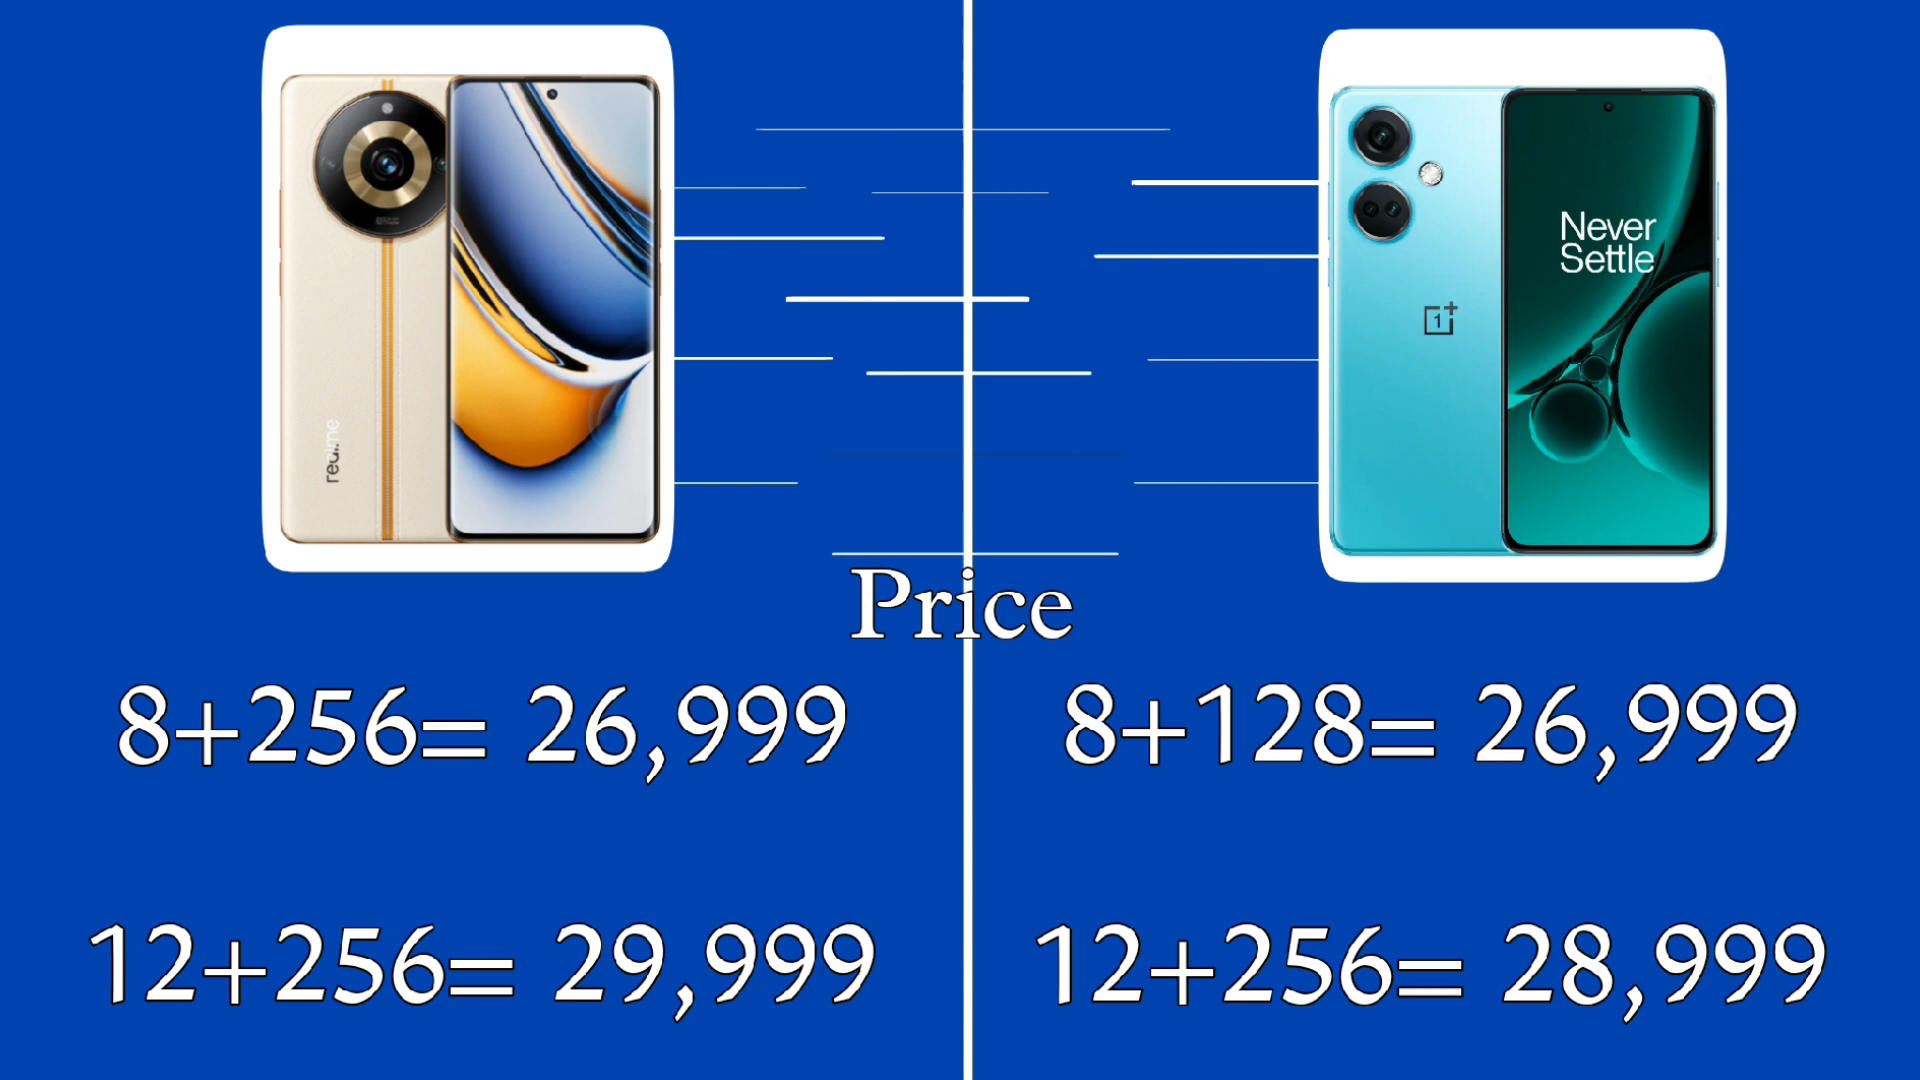 realme
Never
Settle
1
Price
8+256= 26,999
8+128= 26,999
12+256= 29,999
12+256= 28,999